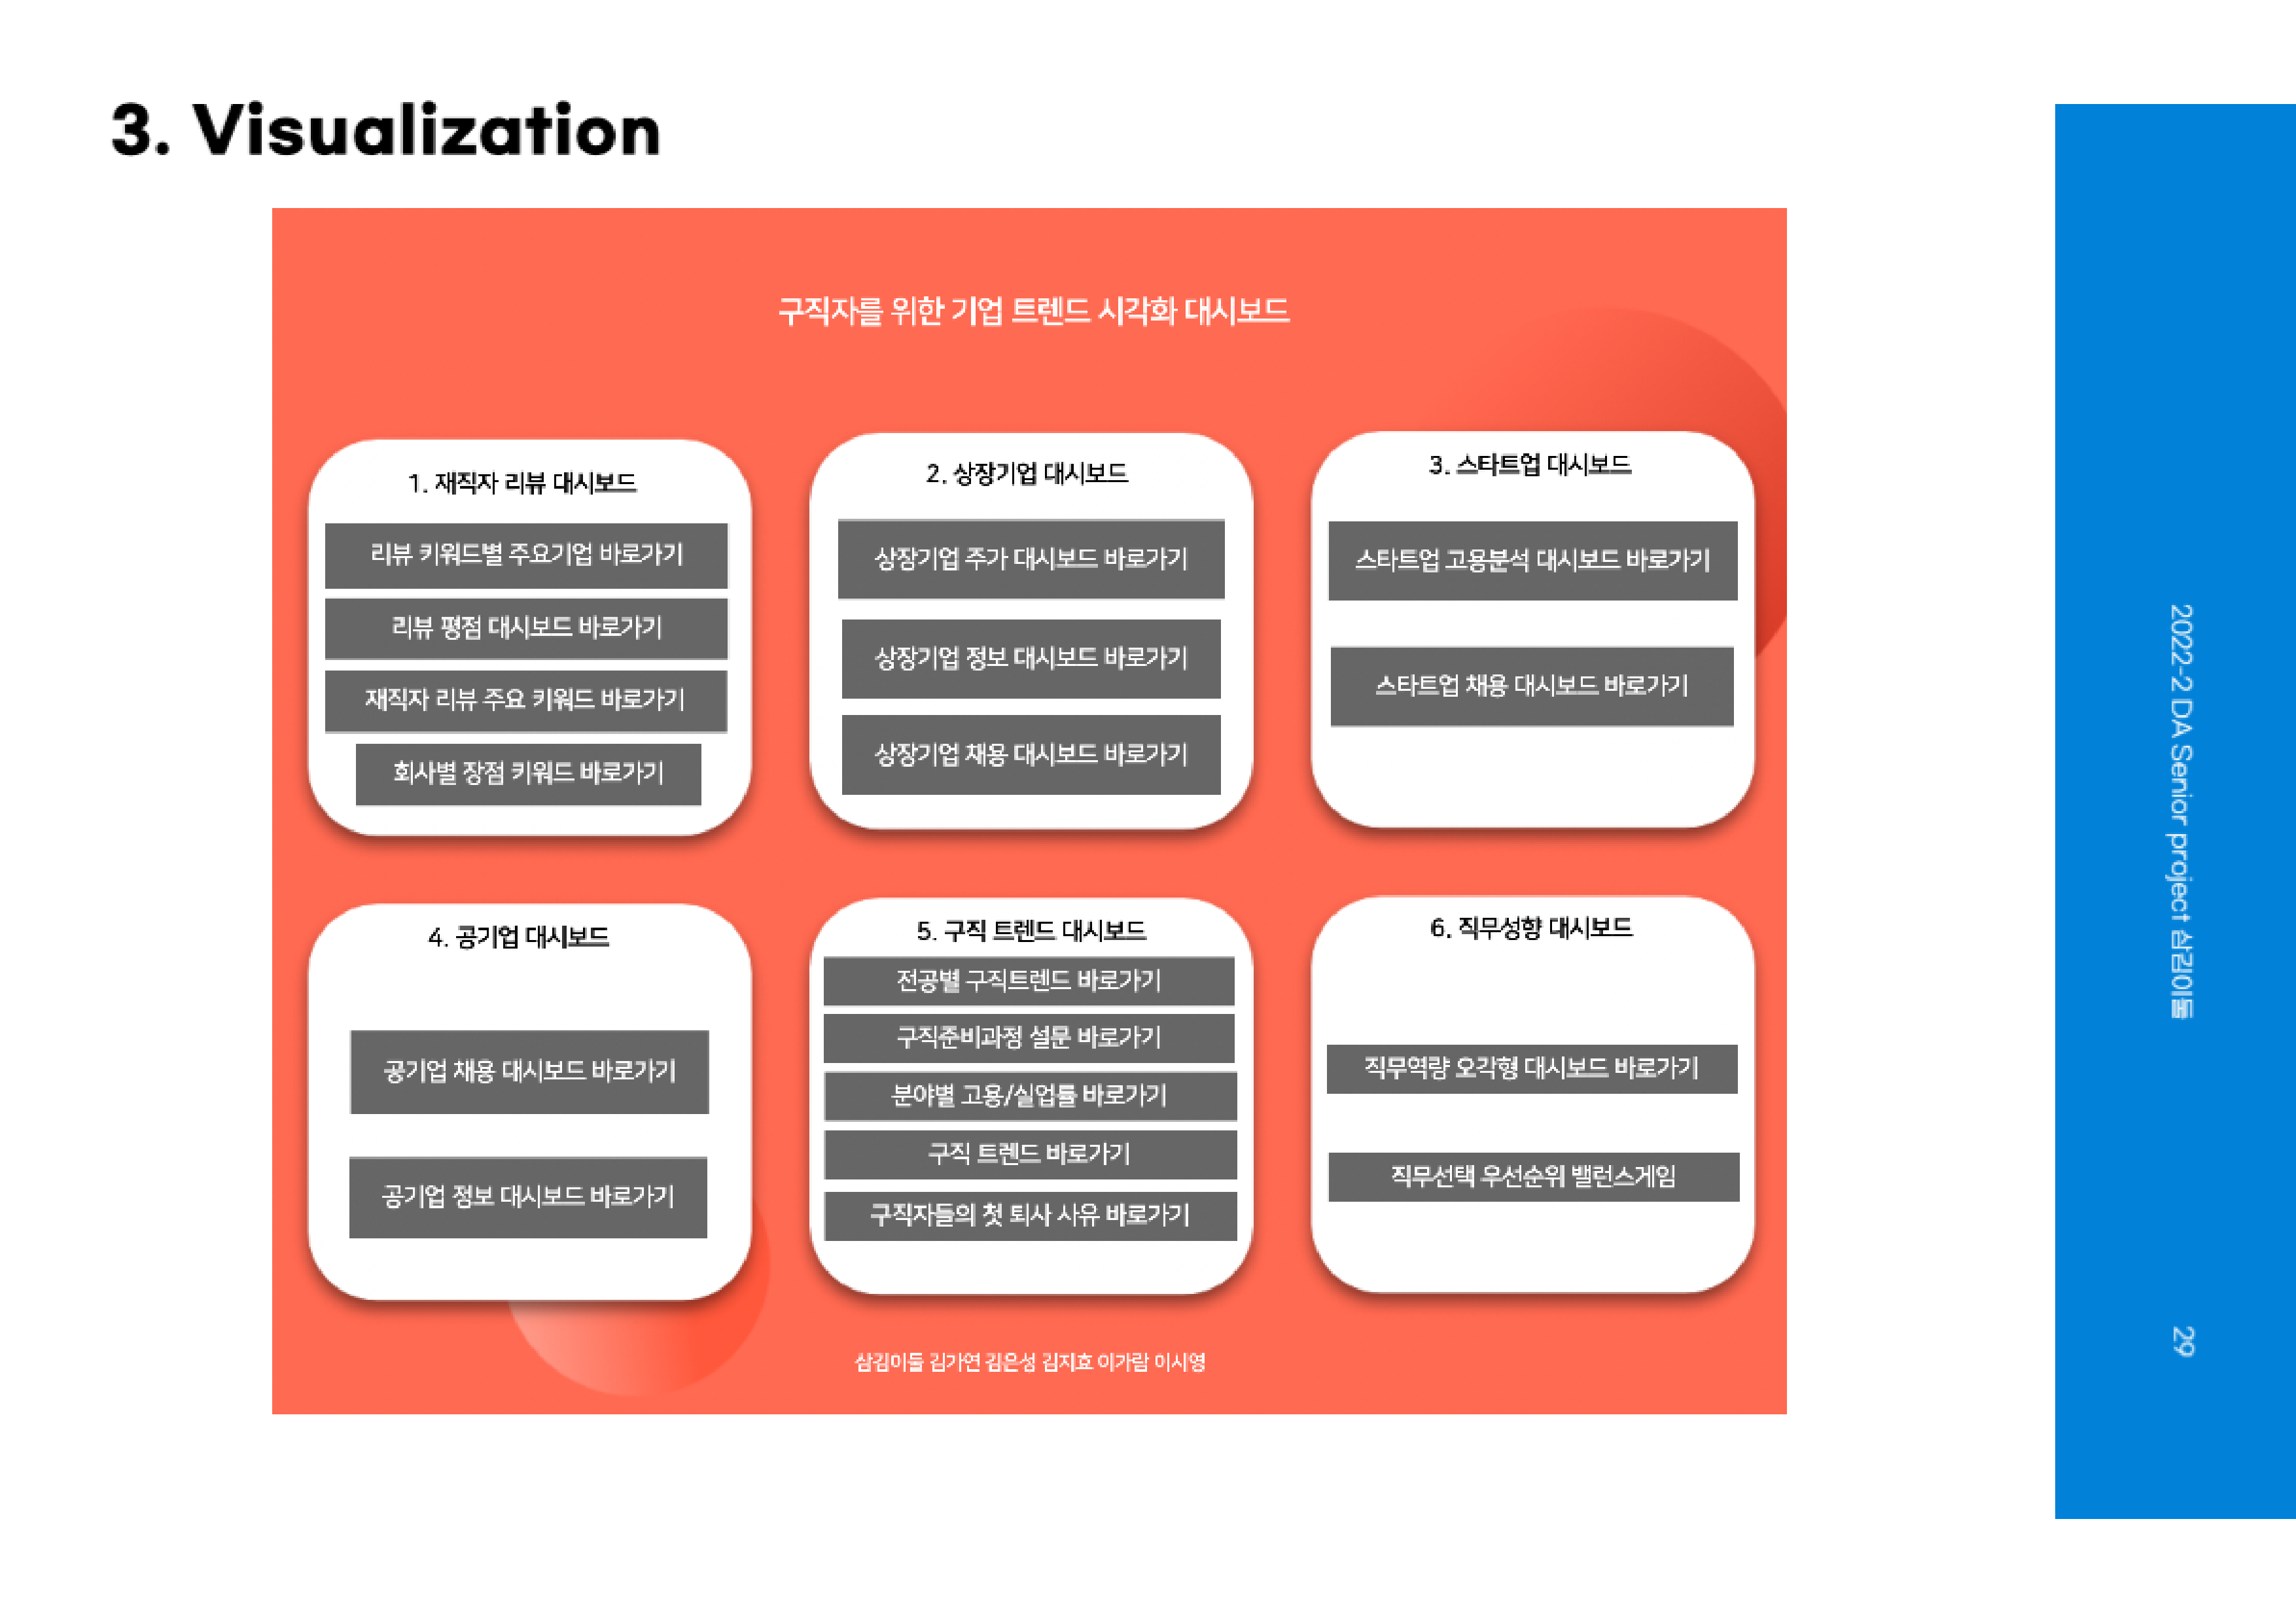 3. Visualization
구직자를 위한 기업 트렌드 시각화 대시보드
1. 재직자 리뷰 대시보드
리뷰 키워드별 주요기업 바로가기
리뷰 평점 대시보드 바로가기
재직자 리뷰 주요 키워드 바로가기
회사별 장점 키워드 바로가기
2. 상장기업 대시보드
상장기업 주가 대시보드 바로가기
상장기업 정보 대시보드 바로가기
상장기업 채용 대시보드 바로가기
3. 스타트업 대시보드
스타트업 고용분석 대시보드 바로가기
스타트업 채용 대시보드 바로가기
4. 공기업 대시보드
공기업 채용 대시보드 바로가기
공기업 정보 대시보드 바로가기
5. 구직 트렌드 대시보드
전공별 구직트렌드 바로가기
구직준비과정 설문 바로가기
분야별 고용/실업률 바로가기
구직 트렌드 바로가기
구직자들의 첫 퇴사 사유 바로가기
6. 직무성향 대시보드
직무역량 오각형 대시보드 바로가기
직무선택 우선순위 밸런스게임
삼김이둘 김가연 김은성 김지효 이가람 이시영
2022-2 DA Senior project 삼김이둘
29